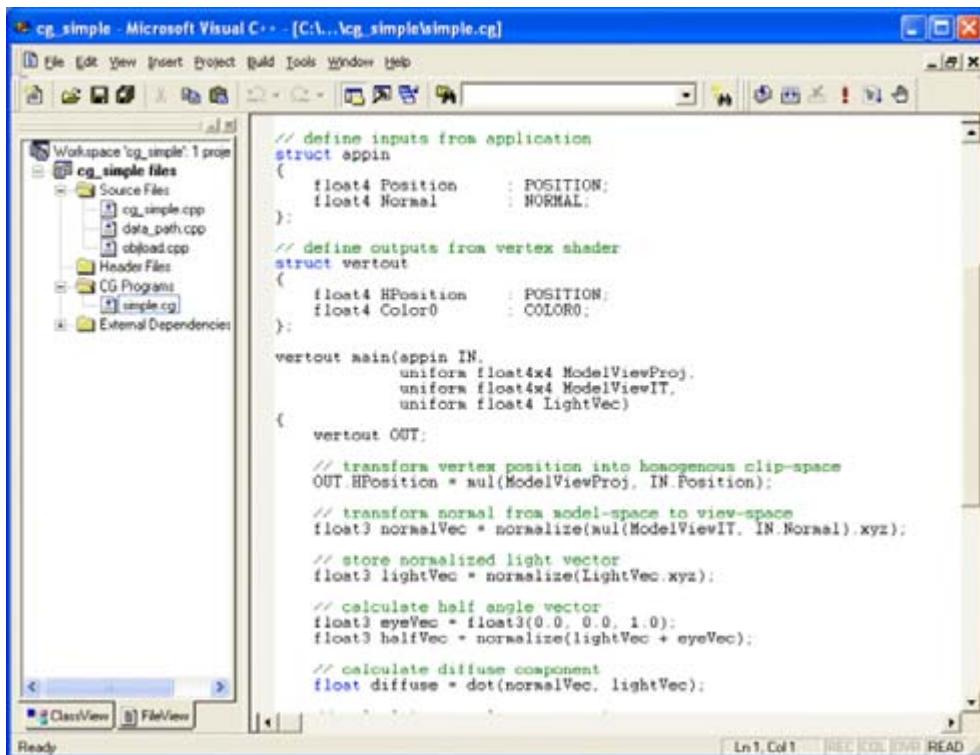 cg_simple - Microsoft Visual C++ - [C:\...\cg_simple\simple.cg]
File Edit View Insert Project Build Tools Window Help
Workspace 'cg_simple': 1 proje
cg_simple files
Source Files
cg_simple.cpp
data_path.cpp
objload.cpp
Header Files
CG Programs
simple.cg
External Dependencies
ClassView FileView
// define inputs from application
struct appin
{
    float4 Position : POSITION;
    float4 Normal : NORMAL;
};
// define outputs from vertex shader
struct vertout
{
    float4 HPosition : POSITION;
    float4 Color0 : COLOR0;
};
vertout main(appin IN,
    uniform float4x4 ModelViewProj,
    uniform float4x4 ModelViewIT,
    uniform float4 LightVec)
{
    vertout OUT;
    // transform vertex position into homogenous clip-space
    OUT.HPosition = mul(ModelViewProj, IN.Position);
    // transform normal from model-space to view-space
    float3 normalVec = normalize(mul(ModelViewIT, IN.Normal).xyz);
    // store normalized light vector
    float3 lightVec = normalize(LightVec.xyz);
    // calculate half angle vector
    float3 eyeVec = float3(0.0, 0.0, 1.0);
    float3 halfVec = normalize(lightVec + eyeVec);
    // calculate diffuse component
    float diffuse = dot(normalVec, lightVec);
Ready
Ln 1, Col 1 REC COL OVR READ